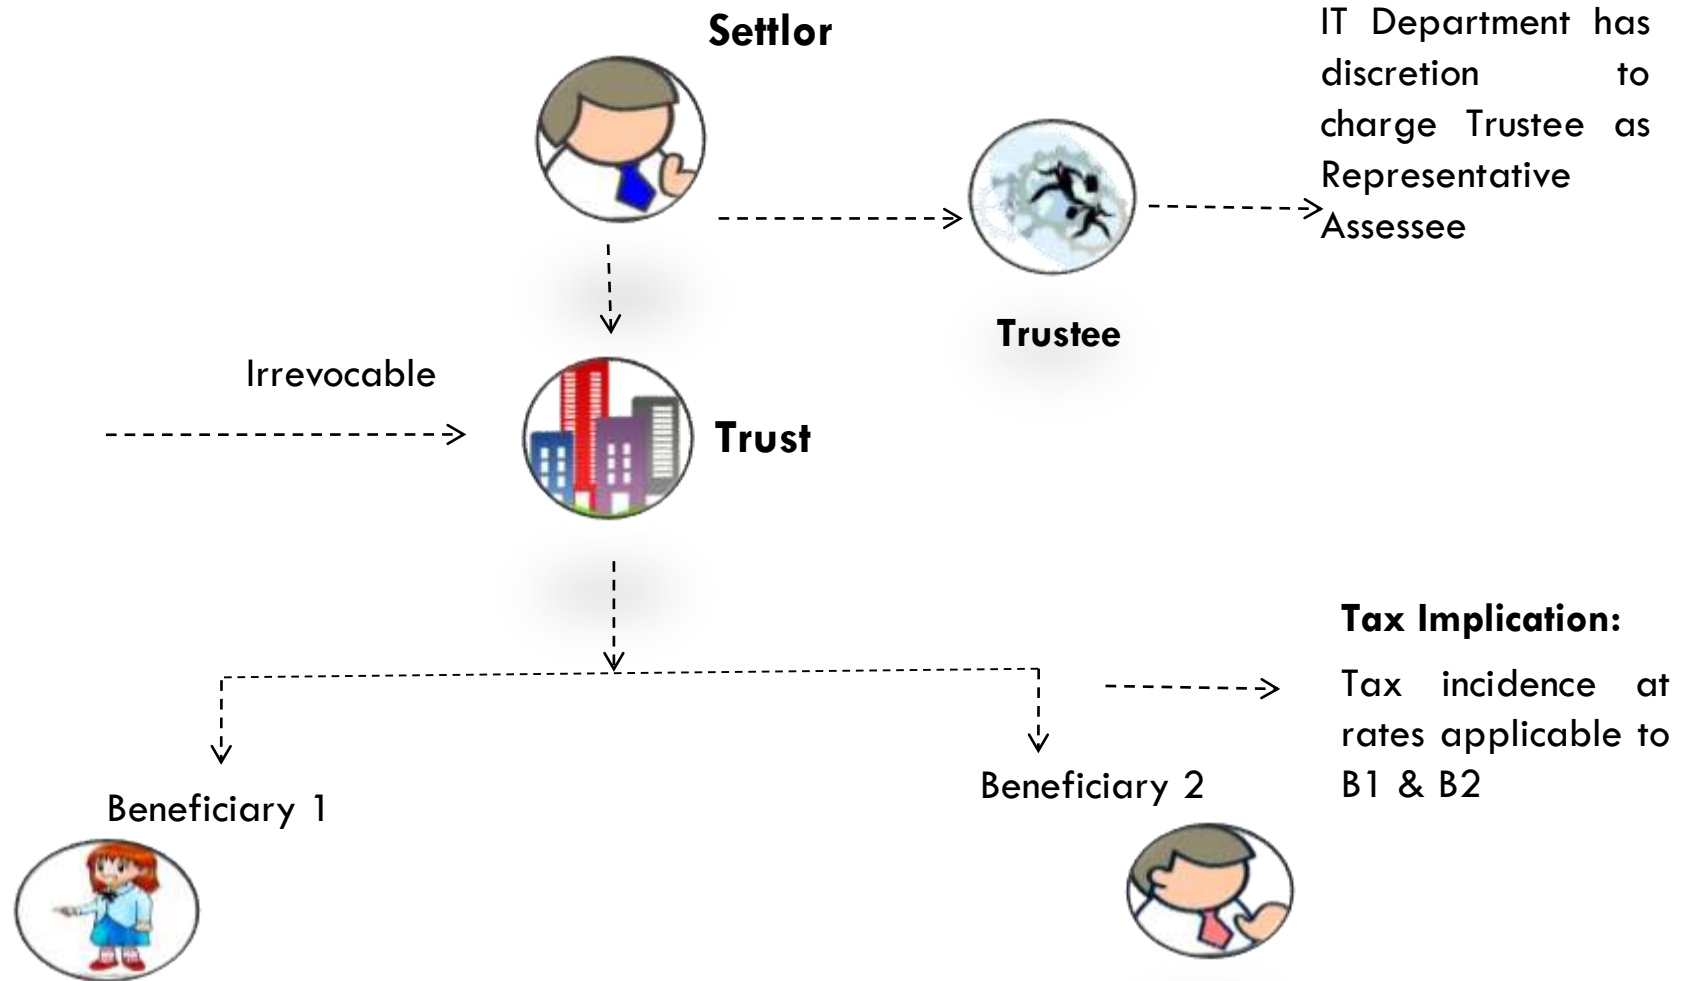 Settlor
IT Department has
discretion to
charge Trustee as
Representative
Assessee
Trustee
Irrevocable
Trust
Tax Implication:
Tax incidence at
rates applicable to
B1 & B2
Beneficiary 1
Beneficiary 2